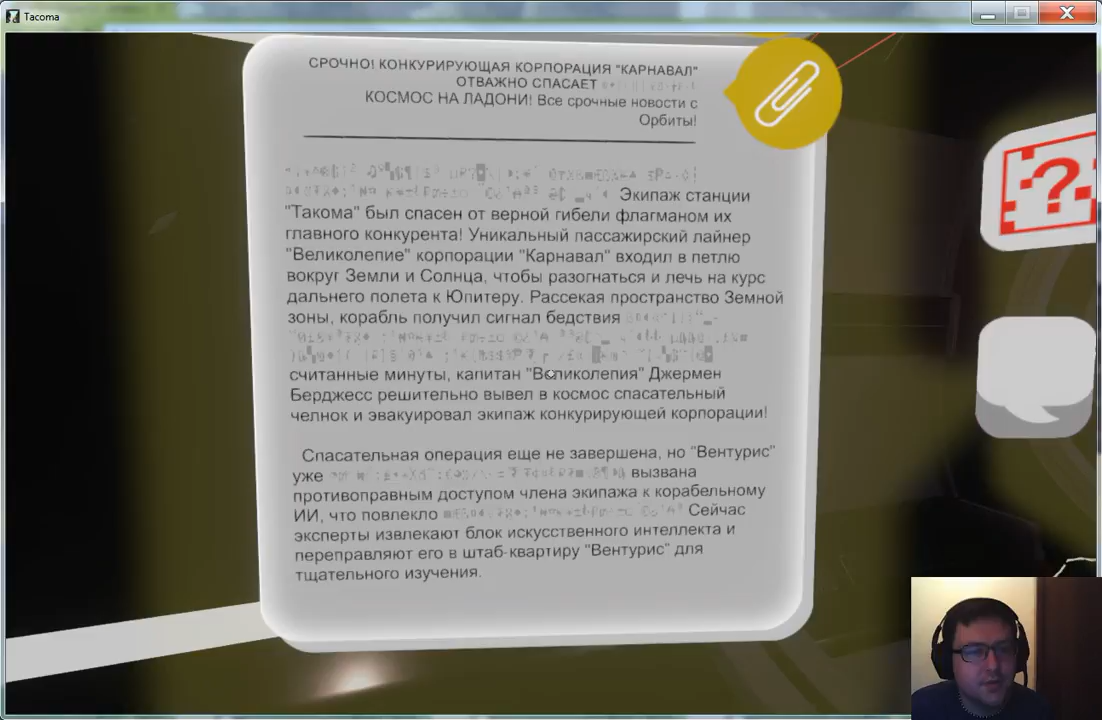 Tacoma
СРОЧНО! КОНКУРИРУЮЩАЯ КОРПОРАЦИЯ "КАРНАВАЛ"
ОТВАЖНО СПАСАЕТ
КОСМОС НА ЛАДОНИ! Все срочные новости с
Орбиты!
Экипаж станции
"Такома" был спасен от верной гибели флагманом их
главного конкурента! Уникальный пассажирский лайнер
"Великолепие" корпорации "Карнавал" входил в петлю
вокруг Земли и Солнца, чтобы разогнаться и лечь на курс
дальнего полета к Юпитеру. Рассекая пространство Земной
зоны, корабль получил сигнал бедствия
считанные минуты, капитан "Великолепия" Джермен
Берджесс решительно вывел в космос спасательный
челнок и эвакуировал экипаж конкурирующей корпорации!
Спасательная операция еще не завершена, но "Вентурис"
уже вызвана
противоправным доступом члена экипажа к корабельному
ИИ, что повлекло Сейчас
эксперты извлекают блок искусственного интеллекта и
переправляют его в штаб-квартиру "Вентурис" для
тщательного изучения.
?